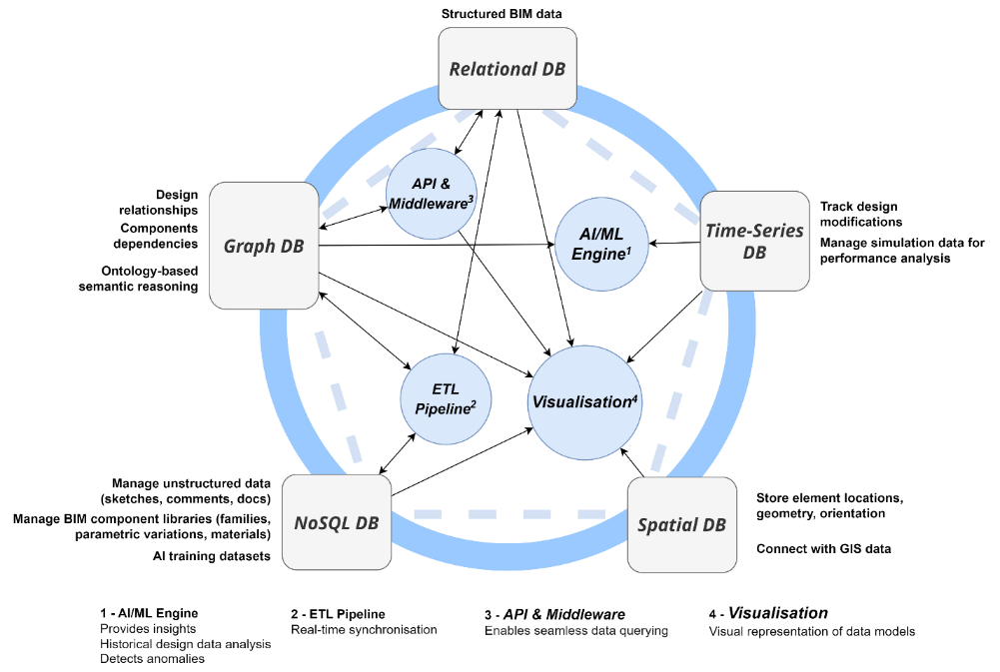 Structured BIM data
Relational DB
API &
Middleware3
Design
relationships
Components
dependencies
Ontology-based
semantic reasoning
Graph DB
AI/ML
Engine1
Time-Series
DB
Track design
modifications
Manage simulation data for
performance analysis
ETL
Pipeline2
Visualisation4
Manage unstructured data
(sketches, comments, docs)
Manage BIM component libraries (families,
parametric variations, materials)
AI training datasets
NoSQL DB
Spatial DB
Store element locations,
geometry, orientation
Connect with GIS data
1 - AI/ML Engine
Provides insights
Historical design data analysis
Detects anomalies
2 - ETL Pipeline
Real-time synchronisation
3 - API & Middleware
Enables seamless data querying
4 - Visualisation
Visual representation of data models